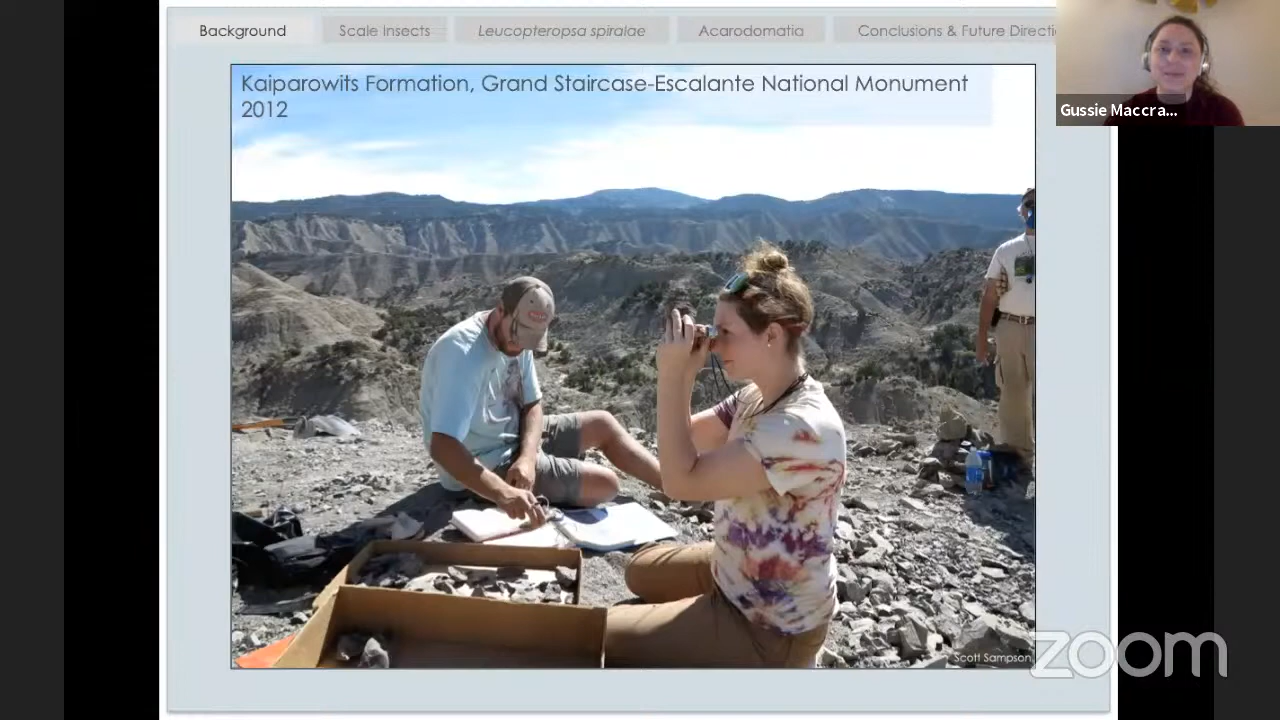 Background
Scale Insects
Leucopteropsa spiralae
Acarodomatia
Conclusions & Future Directi
Gussie Maccra...
Kaiparowits Formation, Grand Staircase-Escalante National Monument
2012
Scott Sampson
zoom